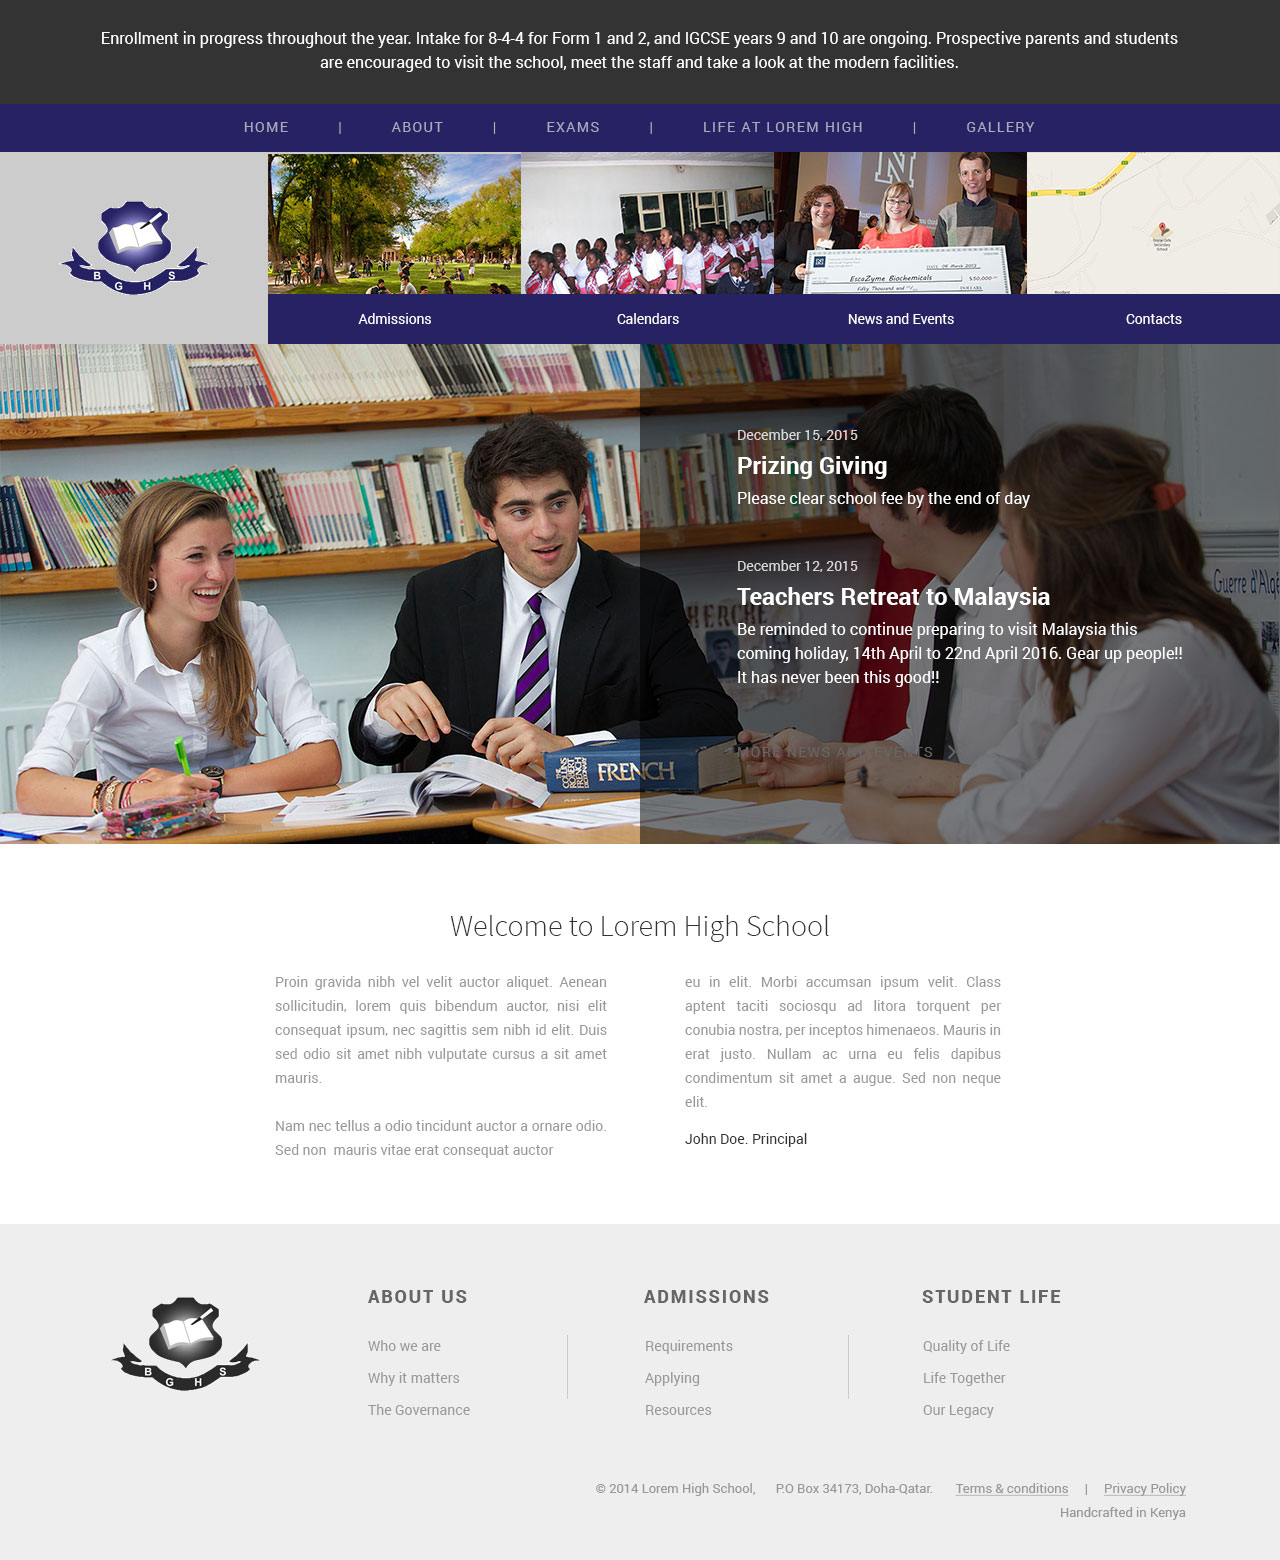 Enrollment in progress throughout the year. Intake for 8-4-4 for Form 1 and 2, and IGCSE years 9 and 10 are ongoing. Prospective parents and students
are encouraged to visit the school, meet the staff and take a look at the modern facilities.
HOME | ABOUT | EXAMS | LIFE AT LOREM HIGH | GALLERY
B G H S
N
EscaZyme Biochemicals
Admissions Calendars News and Events Contacts
December 15, 2015
Prizing Giving
Please clear school fee by the end of day
December 12, 2015
Teachers Retreat to Malaysia
Be reminded to continue preparing to visit Malaysia this
coming holiday, 14th April to 22nd April 2016. Gear up people!!
It has never been this good!!
MORE NEWS AND EVENTS
FRENCH
Guerre d'Algé
Welcome to Lorem High School
Proin gravida nibh vel velit auctor aliquet. Aenean
sollicitudin, lorem quis bibendum auctor, nisi elit
consequat ipsum, nec sagittis sem nibh id elit. Duis
sed odio sit amet nibh vulputate cursus a sit amet
mauris.
Nam nec tellus a odio tincidunt auctor a ornare odio.
Sed non mauris vitae erat consequat auctor
eu in elit. Morbi accumsan ipsum velit. Class
aptent taciti sociosqu ad litora torquent per
conubia nostra, per inceptos himenaeos. Mauris in
erat justo. Nullam ac urna eu felis dapibus
condimentum sit amet a augue. Sed non neque
elit.
John Doe. Principal
B G H S
ABOUT US
Who we are
Why it matters
The Governance
ADMISSIONS
Requirements
Applying
Resources
STUDENT LIFE
Quality of Life
Life Together
Our Legacy
© 2014 Lorem High School, P.O Box 34173, Doha-Qatar. Terms & conditions | Privacy Policy
Handcrafted in Kenya